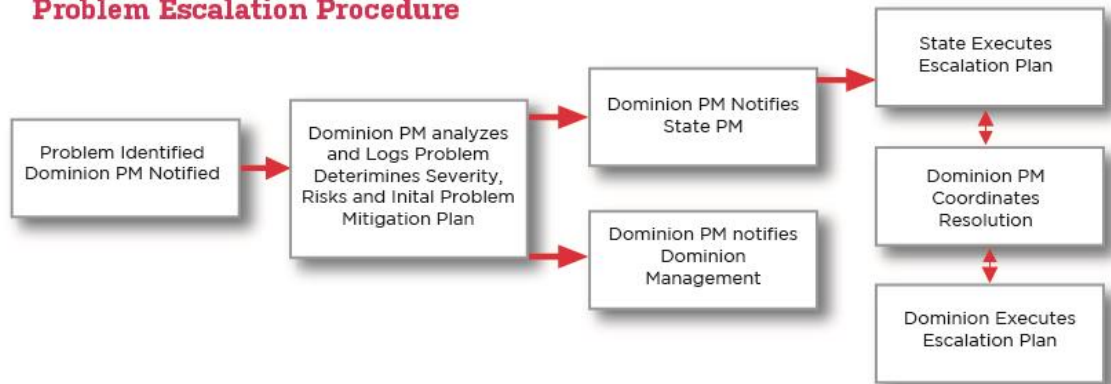 Problem Escalation Procedure
Problem Identified
Dominion PM Notified
Dominion PM analyzes
and Logs Problem
Deterimines Severity,
Risks and Inital Problem
Mitigation Plan
Dominion PM Notifies
State PM
Dominion PM notifies
Dominion
Management
State Executes
Escalation Plan
Dominion PM
Coordinates
Resolution
Dominion Executes
Escalation Plan